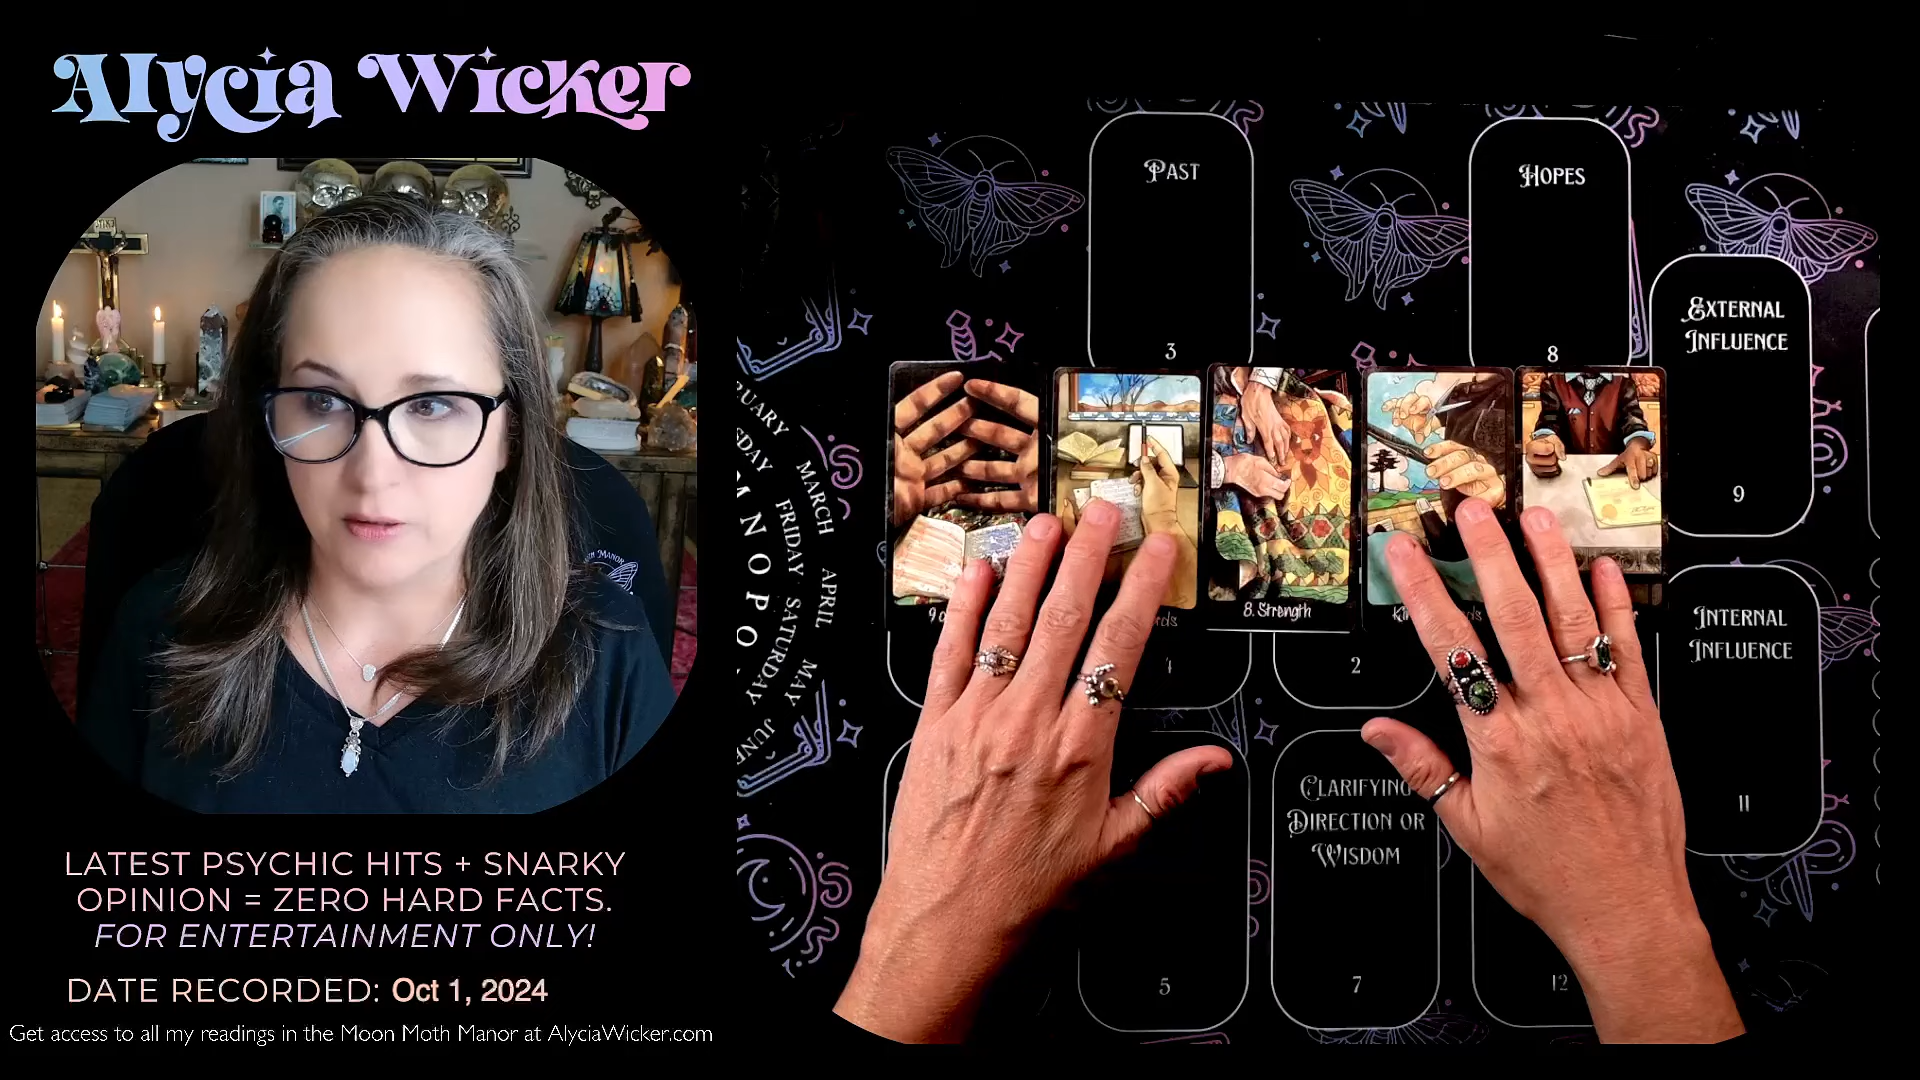 Alycia Wicker
LATEST PSYCHIC HITS + SNARKY
OPINION = ZERO HARD FACTS.
FOR ENTERTAINMENT ONLY!
DATE RECORDED: Oct 1, 2024
Get access to all my readings in the Moon Moth Manor at AlyciaWicker.com
PAST
3
HOPES
8
EXTERNAL
INFLUENCE
9
8. Strength
2
INTERNAL
INFLUENCE
11
CLARIFYING
DIRECTION OR
WISDOM
5
7
12
MARCH
APRIL
MAY
FRIDAY
SATURDAY